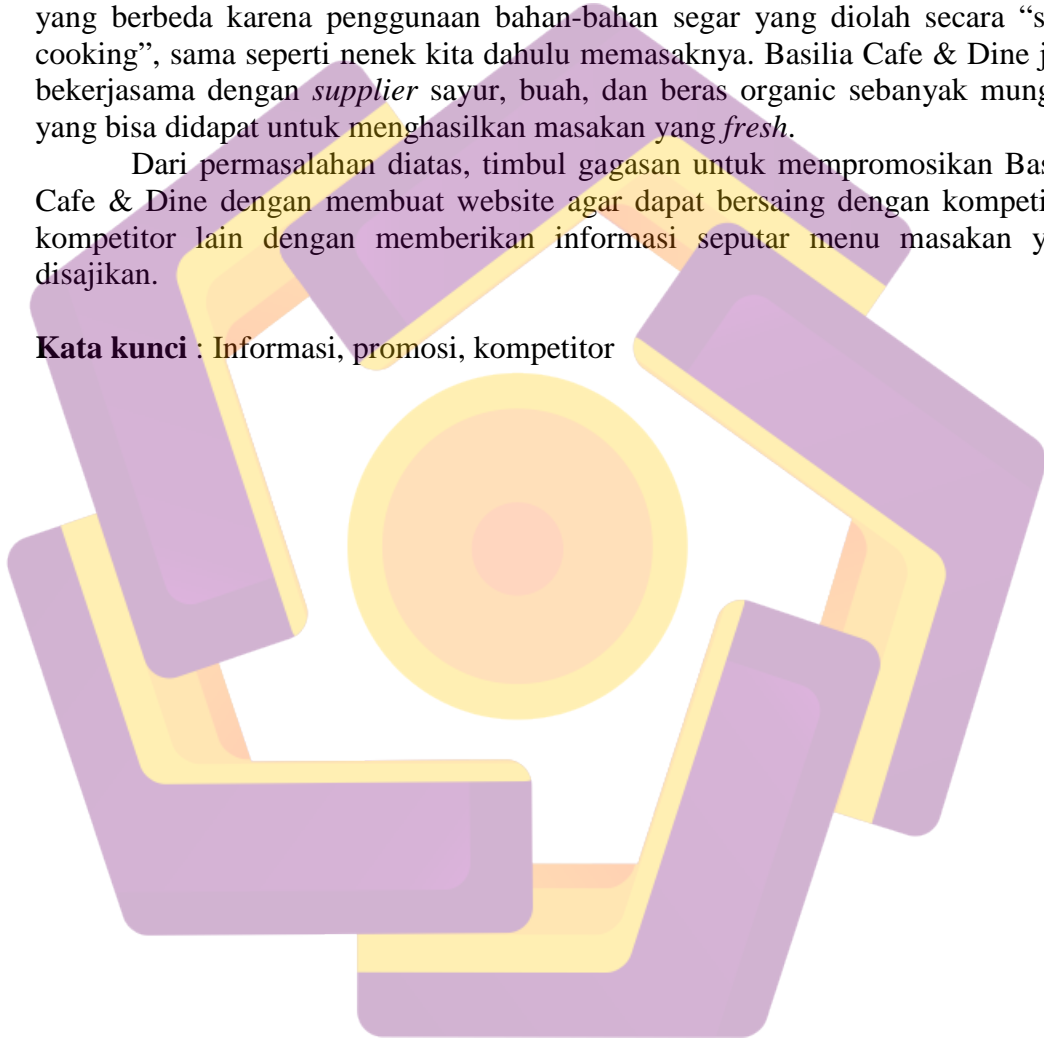 yang berbeda karena penggunaan bahan-bahan segar yang diolah secara “s
cooking”, sama seperti nenek kita dahulu memasaknya. Basilia Cafe & Dine j
bekerjasama dengan supplier sayur, buah, dan beras organic sebanyak mung
yang bisa didapat untuk menghasilkan masakan yang fresh.
Dari permasalahan diatas, timbul gagasan untuk mempromosikan Bas
Cafe & Dine dengan membuat website agar dapat bersaing dengan kompeti
kompetitor lain dengan memberikan informasi seputar menu masakan y
disajikan.
Kata kunci : Informasi, promosi, kompetitor